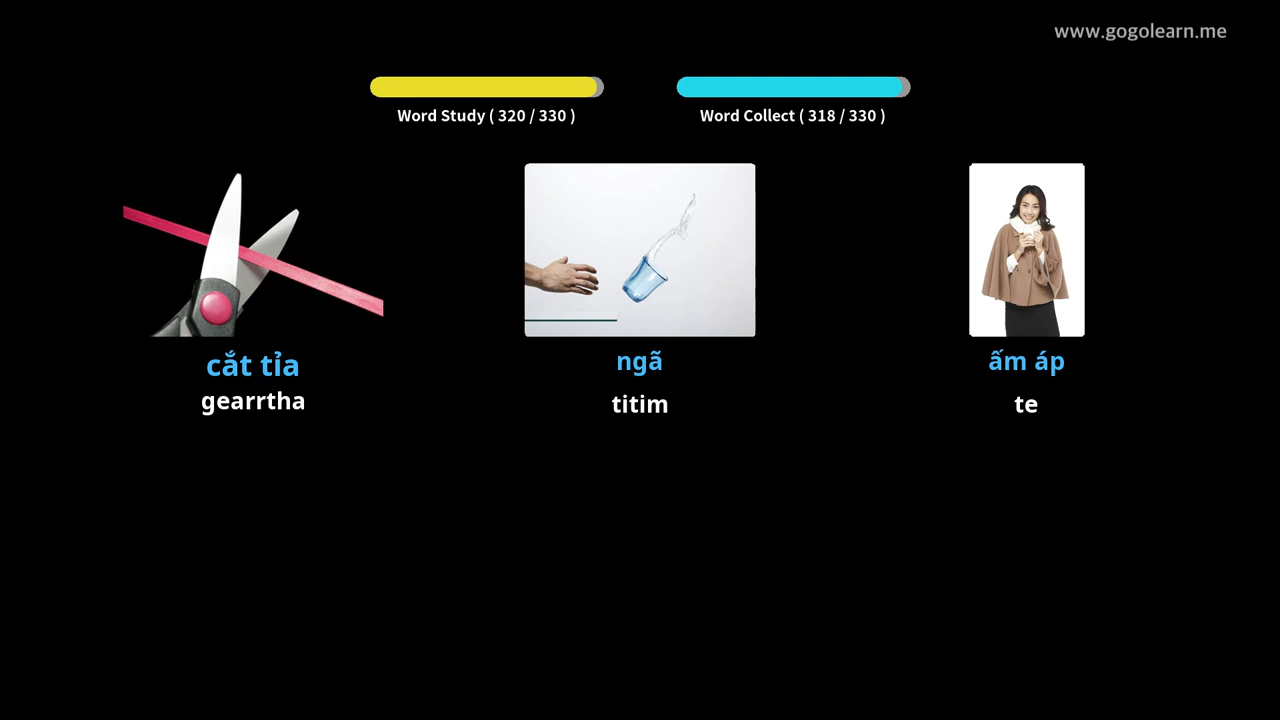 www.gogolearn.me
Word Study ( 320 / 330 )
Word Collect ( 318 / 330 )
cắt tỉa
gearrtha
ngã
titim
ấm áp
te